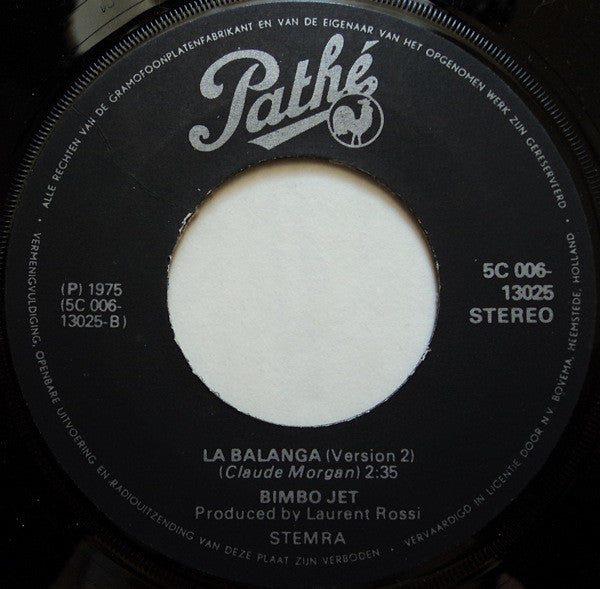 ALLE RECHTEN VAN DE GRAMOFOONPLATENFABRIKANT EN VAN DE EIGENAAR VAN HET OPGENOMEN WERK ZIJN GERESERVEERD ·
Pathé
(P) 1975
(5C 006-
13025-B)
5C 006-
13025
STEREO
LA BALANGA (Version 2)
(Claude Morgan) 2:35
BIMBO JET
Produced by Laurent Rossi
STEMRA
· VERMENIGVULDIGING, OPENBARE UITVOERING EN RADIOUITZENDING VAN DEZE PLAAT ZIJN VERBODEN ·
VERVAARDIGD IN LICENTIE DOOR N.V. BOVEMA, HEEMSTEDE, HOLLAND